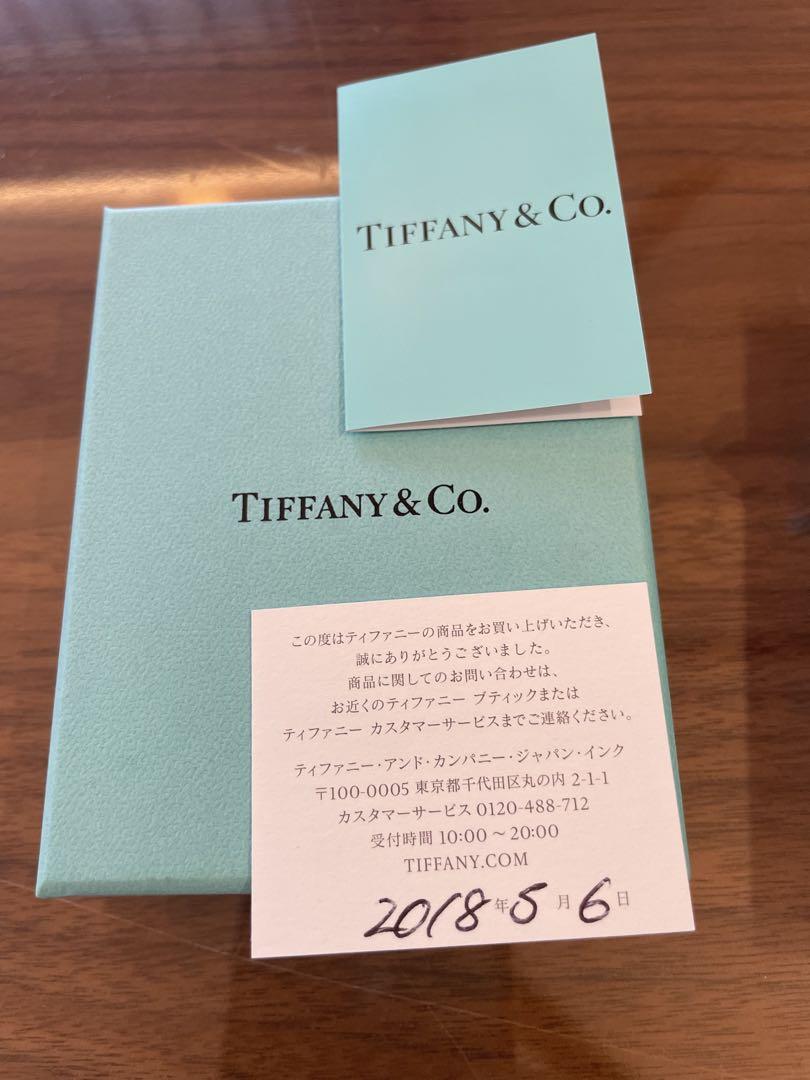 TIFFANY & CO.
TIFFANY & CO.
この度はティファニーの商品をお買い上げいただき、
誠にありがとうございました。
商品に関してのお問い合わせは、
お近くのティファニー ブティックまたは
ティファニー カスタマーサービスまでご連絡ください。
ティファニー・アンド・カンパニー・ジャパン・インク
〒100-0005 東京都千代田区丸の内 2-1-1
カスタマーサービス 0120-488-712
受付時間 10:00 〜 20:00
TIFFANY.COM
2018年5月6日